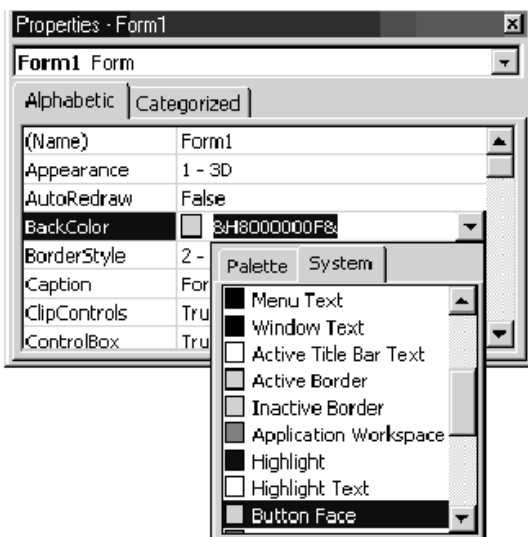 Properties - Form1
Form1 Form
Alphabetic Categorized
(Name) Form1
Appearance 1 - 3D
AutoRedraw False
BackColor &H8000000F&
BorderStyle 2 -
Caption For
ClipControls Tru
ControlBox Tru
Palette System
Menu Text
Window Text
Active Title Bar Text
Active Border
Inactive Border
Application Workspace
Highlight
Highlight Text
Button Face